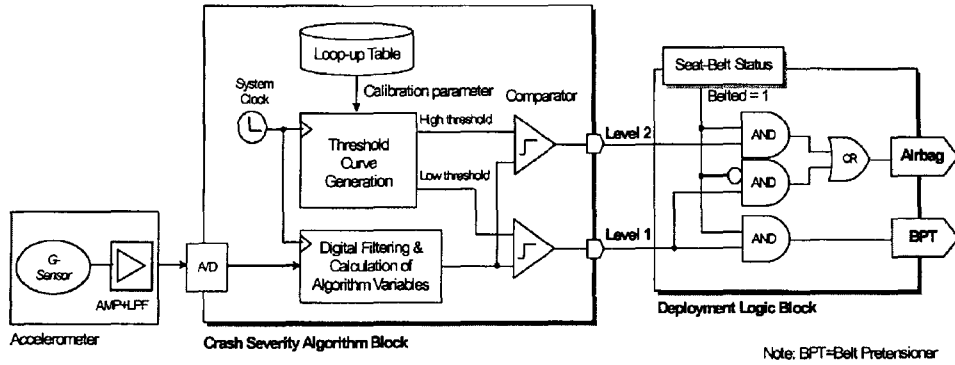 Loop-up Table
System
Clock
Calibration parameter
Comparator
High threshold
Threshold
Curve
Generation
Low threshold
Level 2
Level 1
Digital Filtering &
Calculation of
Algorithm Variables
G-
Sensor
AMP+LPF
A/D
Accelerometer
Crash Severity Algorithm Block
Seat-Belt Status
Belted = 1
AND
AND
AND
OR
Airbag
BPT
Deployment Logic Block
Note: BPT=Belt Pretensioner